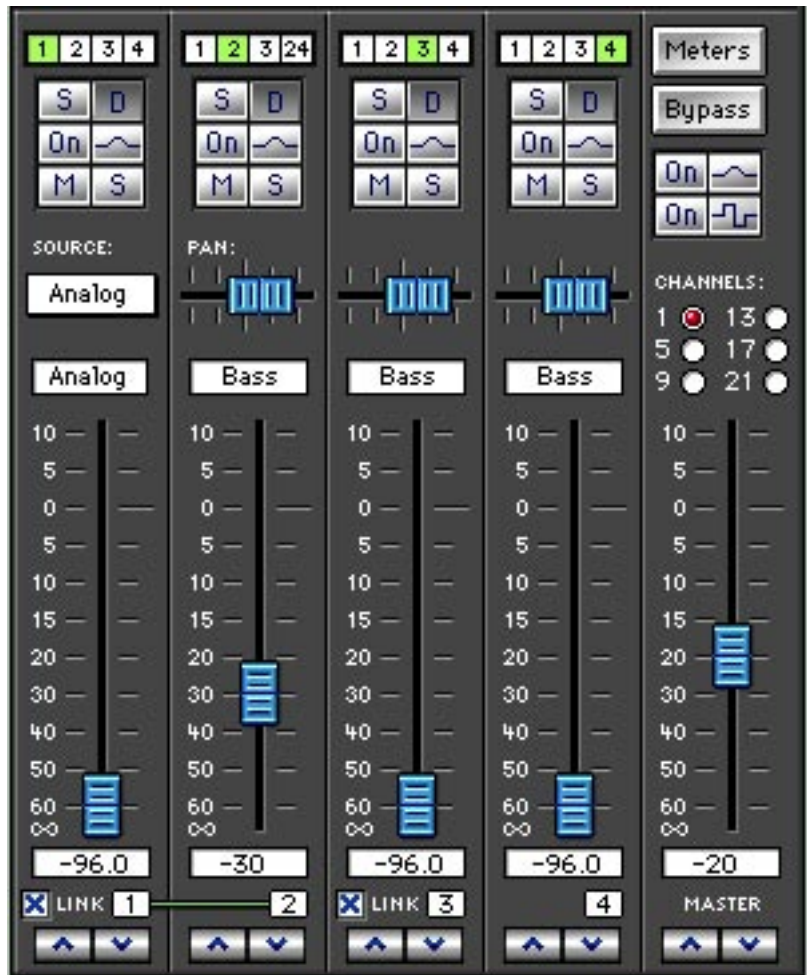 1 2 3 4 1 2 3 24 1 2 3 4 1 2 3 4 Meters
S D S D S D S D Bypass
On On On On On
M S M S M S M S On
SOURCE: PAN:
Analog CHANNELS:
1 13
5 17
9 21
Analog Bass Bass Bass
10 10 10 10 10
5 5 5 5 5
0 0 0 0 0
5 5 5 5 5
10 10 10 10 10
15 15 15 15 15
20 20 20 20 20
30 30 30 30 30
40 40 40 40 40
50 50 50 50 50
60 60 60 60 60
∞ ∞ ∞ ∞ ∞
-96.0 -30 -96.0 -96.0 -20
LINK 1 2 LINK 3 4 MASTER